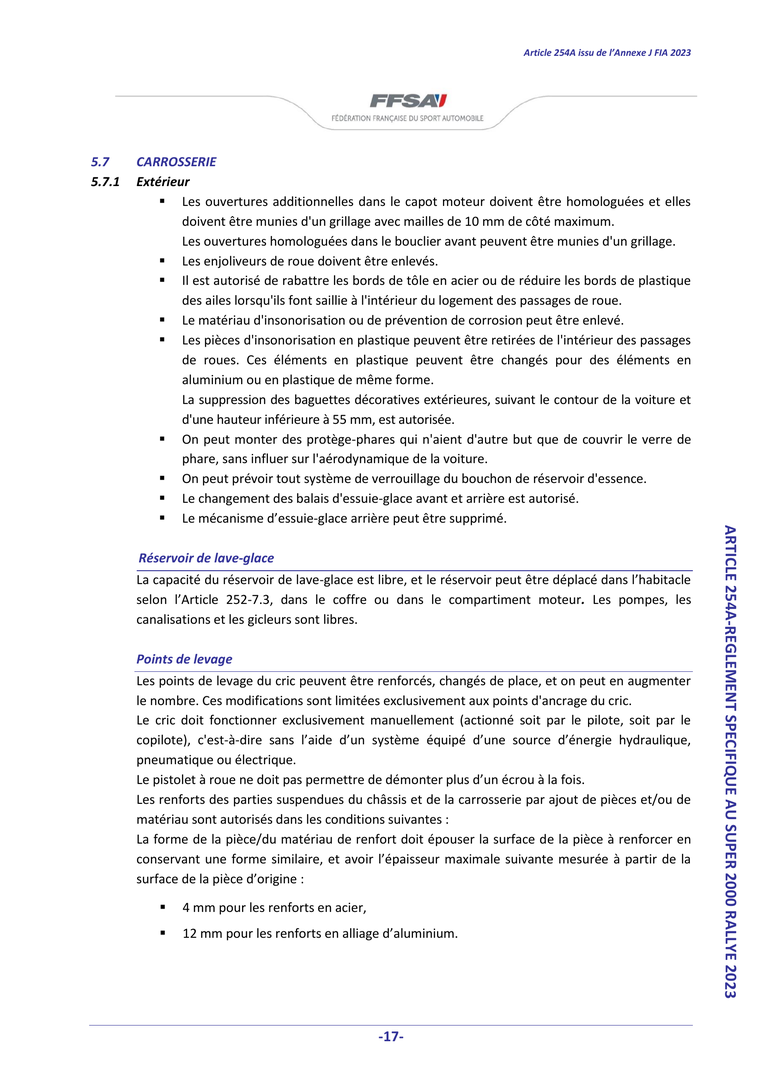 Article 254A issu de l’Annexe J FIA 2023
FFSA
FÉDÉRATION FRANÇAISE DU SPORT AUTOMOBILE
5.7 CARROSSERIE
5.7.1 Extérieur
▪ Les ouvertures additionnelles dans le capot moteur doivent être homologuées et elles
doivent être munies d'un grillage avec mailles de 10 mm de côté maximum.
Les ouvertures homologuées dans le bouclier avant peuvent être munies d'un grillage.
▪ Les enjoliveurs de roue doivent être enlevés.
▪ Il est autorisé de rabattre les bords de tôle en acier ou de réduire les bords de plastique
des ailes lorsqu'ils font saillie à l'intérieur du logement des passages de roue.
▪ Le matériau d'insonorisation ou de prévention de corrosion peut être enlevé.
▪ Les pièces d'insonorisation en plastique peuvent être retirées de l'intérieur des passages
de roues. Ces éléments en plastique peuvent être changés pour des éléments en
aluminium ou en plastique de même forme.
La suppression des baguettes décoratives extérieures, suivant le contour de la voiture et
d'une hauteur inférieure à 55 mm, est autorisée.
▪ On peut monter des protège-phares qui n'aient d'autre but que de couvrir le verre de
phare, sans influer sur l'aérodynamique de la voiture.
▪ On peut prévoir tout système de verrouillage du bouchon de réservoir d'essence.
▪ Le changement des balais d'essuie-glace avant et arrière est autorisé.
▪ Le mécanisme d’essuie-glace arrière peut être supprimé.
Réservoir de lave-glace
La capacité du réservoir de lave-glace est libre, et le réservoir peut être déplacé dans l’habitacle
selon l’Article 252-7.3, dans le coffre ou dans le compartiment moteur. Les pompes, les
canalisations et les gicleurs sont libres.
Points de levage
Les points de levage du cric peuvent être renforcés, changés de place, et on peut en augmenter
le nombre. Ces modifications sont limitées exclusivement aux points d'ancrage du cric.
Le cric doit fonctionner exclusivement manuellement (actionné soit par le pilote, soit par le
copilote), c'est-à-dire sans l’aide d’un système équipé d’une source d’énergie hydraulique,
pneumatique ou électrique.
Le pistolet à roue ne doit pas permettre de démonter plus d’un écrou à la fois.
Les renforts des parties suspendues du châssis et de la carrosserie par ajout de pièces et/ou de
matériau sont autorisés dans les conditions suivantes :
La forme de la pièce/du matériau de renfort doit épouser la surface de la pièce à renforcer en
conservant une forme similaire, et avoir l’épaisseur maximale suivante mesurée à partir de la
surface de la pièce d’origine :
▪ 4 mm pour les renforts en acier,
▪ 12 mm pour les renforts en alliage d’aluminium.
ARTICLE 254A-REGLEMENT SPECIFIQUE AU SUPER 2000 RALLYE 2023
-17-